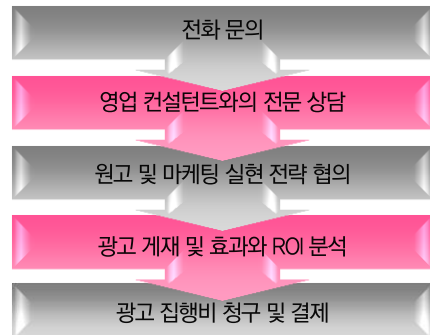 전화 문의
영업 컨설턴트와의 전문 상담
원고 및 마케팅 실현 전략 협의
광고 게재 및 효과와 ROI 분석
광고 집행비 청구 및 결제